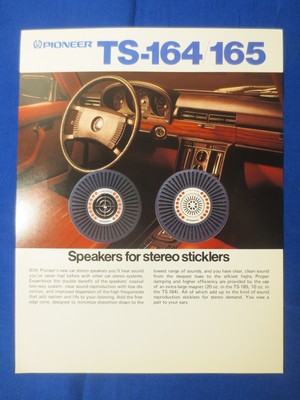 PIONEER TS-164/165
Speakers for stereo sticklers
With Pioneer's new car stereo speakers you'll hear sound
you've never had before with other car stereo systems.
Experience the double benefit of the speakers' coaxial
two-way system: clear sound reproduction with low dis-
tortion, and improved dispersion of the high frequencies
that add realism and life to your listening. Add the free-
edge cone, designed to minimize distortion down to the
lowest range of sounds, and you have clear, clean sound
from the deepest lows to the silkiest highs. Proper
damping and higher efficiency are provided by the use
of an extra-large magnet (20 oz. in the TS 165, 10 oz. in
the TS-164). All of which add up to the kind of sound
reproduction sticklers for stereo demand. You owe a
pair to your ears.